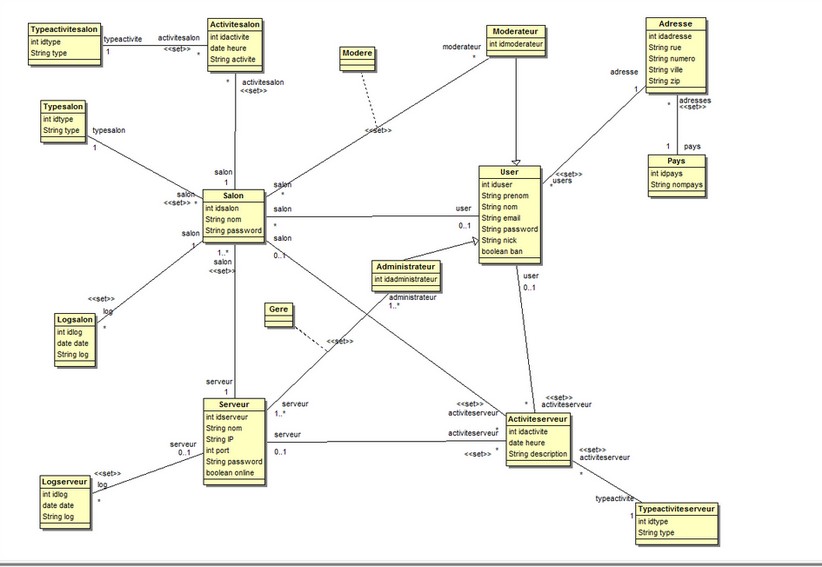 Typeactivitesalon
int idtype
String type
typeactivite
1
activitesalon
<<set>>
*
Activitesalon
int idactivite
date heure
String activite
*
activitesalon
<<set>>
Modere
<<set>>
moderateur
*
Moderateur
int idmoderateur
Adresse
int idadresse
String rue
String numero
String ville
String zip
adresse
1
adresses
<<set>>
*
1
pays
Pays
int idpays
String nompays
Typesalon
int idtype
String type
typesalon
1
salon
<<set>>
*
salon
1
Salon
int idsalon
String nom
String password
salon
*
salon
*
user
0..1
User
int iduser
String prenom
String nom
String email
String password
String nick
boolean ban
<<set>>
users
*
salon
1
salon
0..1
1..*
salon
<<set>>
Administrateur
int idadministrateur
administrateur
1..*
user
0..1
<<set>>
log
*
Logsalon
int idlog
date date
String log
Gere
<<set>>
serveur
1
Serveur
int idserveur
String nom
String IP
int port
String password
boolean online
serveur
1..*
serveur
0..1
<<set>>
activiteserveur
*
<<set>>
activiteserveur
activiteserveur
*
<<set>>
Activiteserveur
int idactivite
date heure
String description
<<set>>
activiteserveur
*
serveur
0..1
<<set>>
log
*
Logserveur
int idlog
date date
String log
typeactivite
1
Typeactiviteserveur
int idtype
String type